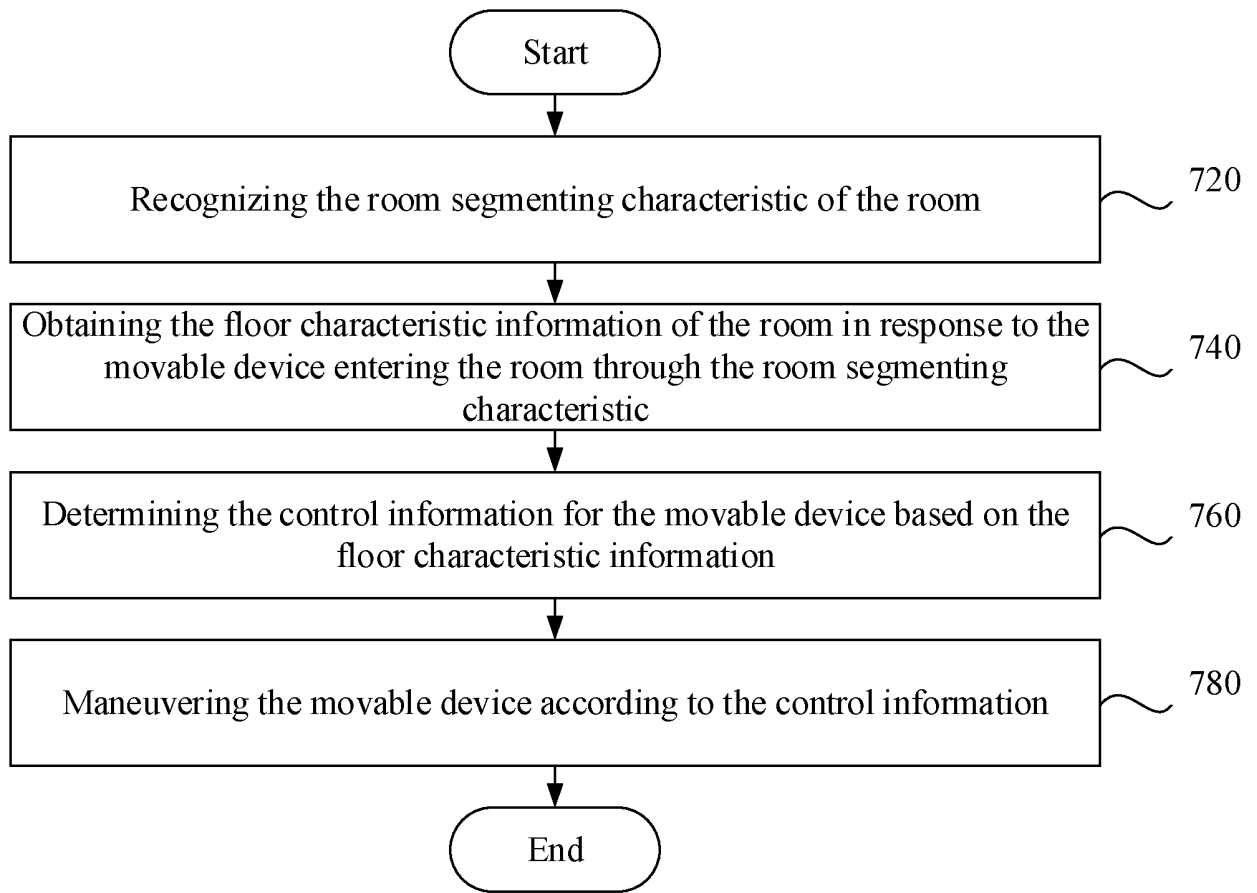 Start
Recognizing the room segmenting characteristic of the room
720
Obtaining the floor characteristic information of the room in response to the
movable device entering the room through the room segmenting
characteristic
740
Determining the control information for the movable device based on the
floor characteristic information
760
Maneuvering the movable device according to the control information
780
End